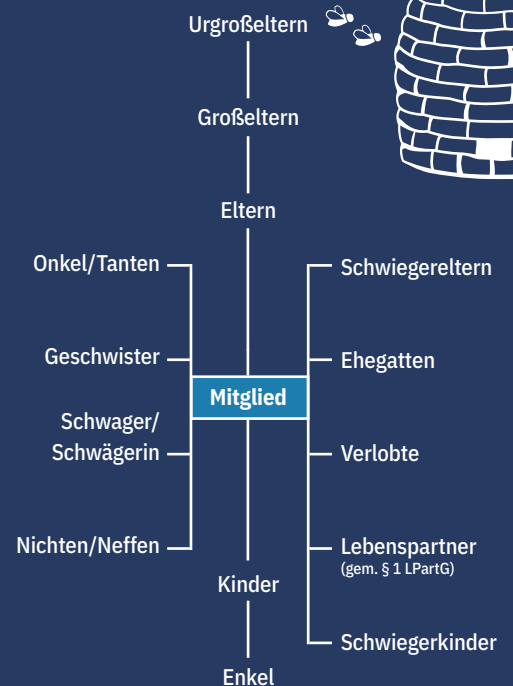 Urgroßeltern
Großeltern
Eltern
Onkel/Tanten
Schwiegereltern
Geschwister
Ehegatten
Mitglied
Schwager/
Schwägerin
Verlobte
Nichten/Neffen
Lebenspartner
(gem. § 1 LPartG)
Kinder
Schwiegerkinder
Enkel